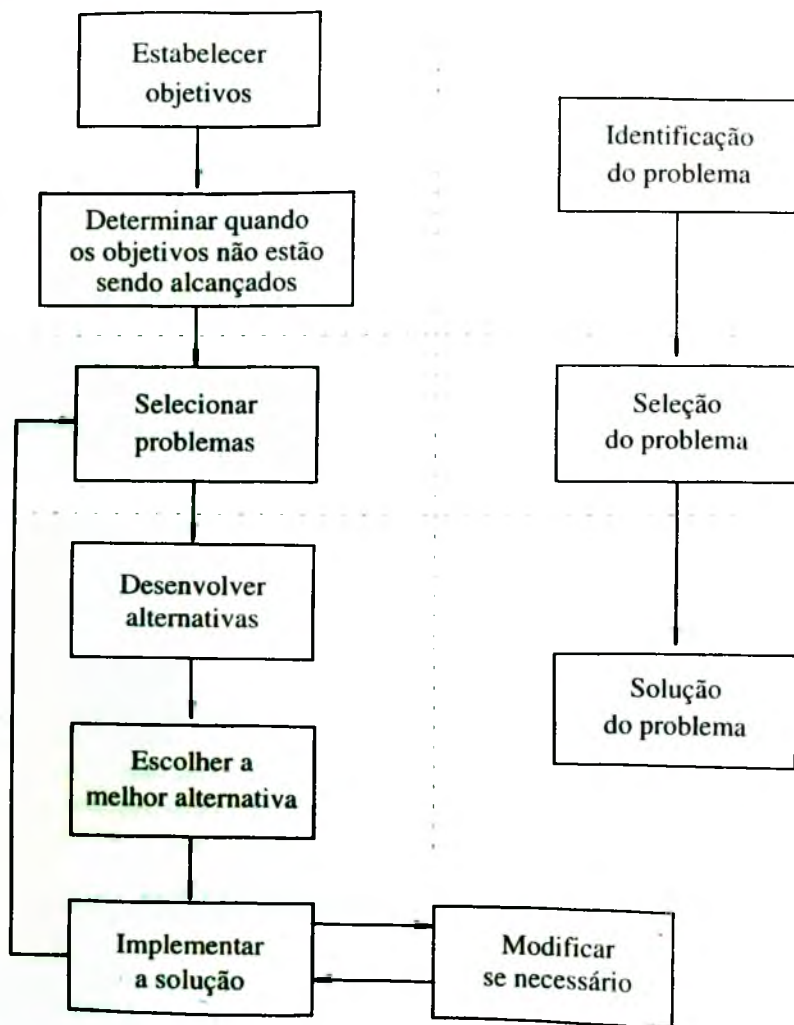 Estabelecer
objetivos
Determinar quando
os objetivos não estão
sendo alcançados
Selecionar
problemas
Desenvolver
alternativas
Escolher a
melhor alternativa
Implementar
a solução
Modificar
se necessário
Identificação
do problema
Seleção
do problema
Solução
do problema